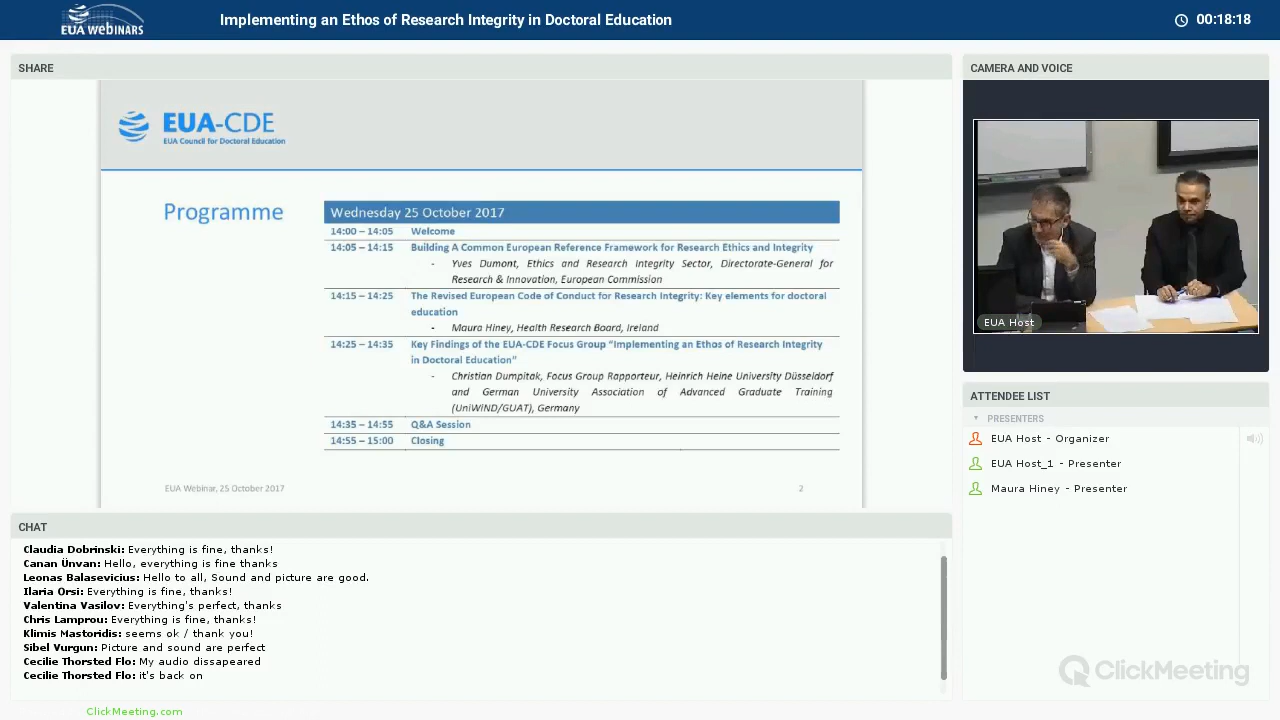 EUA WEBINARS
Implementing an Ethos of Research Integrity in Doctoral Education
00:18:18
SHARE
EUA-CDE
EUA Council for Doctoral Education
Programme
Wednesday 25 October 2017
14:00 – 14:05 Welcome
14:05 – 14:15 Building A Common European Reference Framework for Research Ethics and Integrity
- Yves Dumont, Ethics and Research Integrity Sector, Directorate-General for
Research & Innovation, European Commission
14:15 – 14:25 The Revised European Code of Conduct for Research Integrity: Key elements for doctoral
education
- Maura Hiney, Health Research Board, Ireland
14:25 – 14:35 Key Findings of the EUA-CDE Focus Group "Implementing an Ethos of Research Integrity
in Doctoral Education"
- Christian Dumpitak, Focus Group Rapporteur, Heinrich Heine University Düsseldorf
and German University Association of Advanced Graduate Training
(UniWiND/GUAT), Germany
14:35 – 14:55 Q&A Session
14:55 – 15:00 Closing
EUA Webinar, 25 October 2017
2
CAMERA AND VOICE
EUA Host
ATTENDEE LIST
PRESENTERS
EUA Host - Organizer
EUA Host_1 - Presenter
Maura Hiney - Presenter
CHAT
Claudia Dobrinski: Everything is fine, thanks!
Canan Ünvan: Hello, everything is fine thanks
Leonas Balasevicius: Hello to all, Sound and picture are good.
Ilaria Orsi: Everything is fine, thanks!
Valentina Vasilov: Everything's perfect, thanks
Chris Lamprou: Everything is fine, thanks!
Klimis Mastoridis: seems ok / thank you!
Sibel Vurgun: Picture and sound are perfect
Cecilie Thorsted Flo: My audio dissapeared
Cecilie Thorsted Flo: it's back on
ClickMeeting
ClickMeeting.com